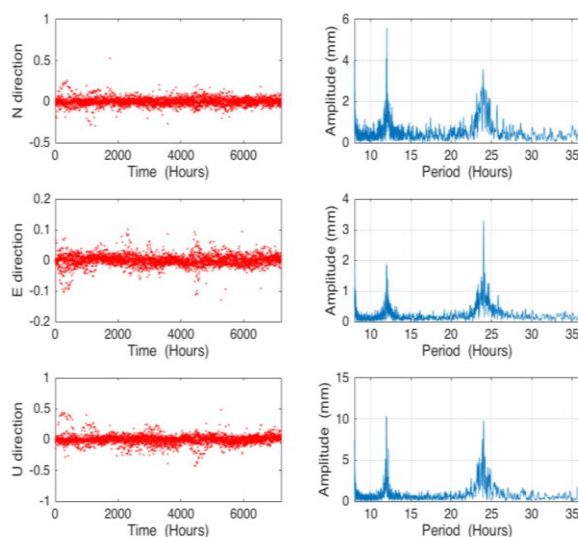 1
0.5
0
-0.5
N direction
0 2000 4000 6000
Time (Hours)
6
4
2
0
Amplitude (mm)
10 15 20 25 30 35
Period (Hours)
0.2
0.1
0
-0.1
-0.2
E direction
0 2000 4000 6000
Time (Hours)
4
3
2
1
0
Amplitude (mm)
10 15 20 25 30 35
Period (Hours)
1
0.5
0
-0.5
-1
U direction
0 2000 4000 6000
Time (Hours)
15
10
5
0
Amplitude (mm)
10 15 20 25 30 35
Period (Hours)